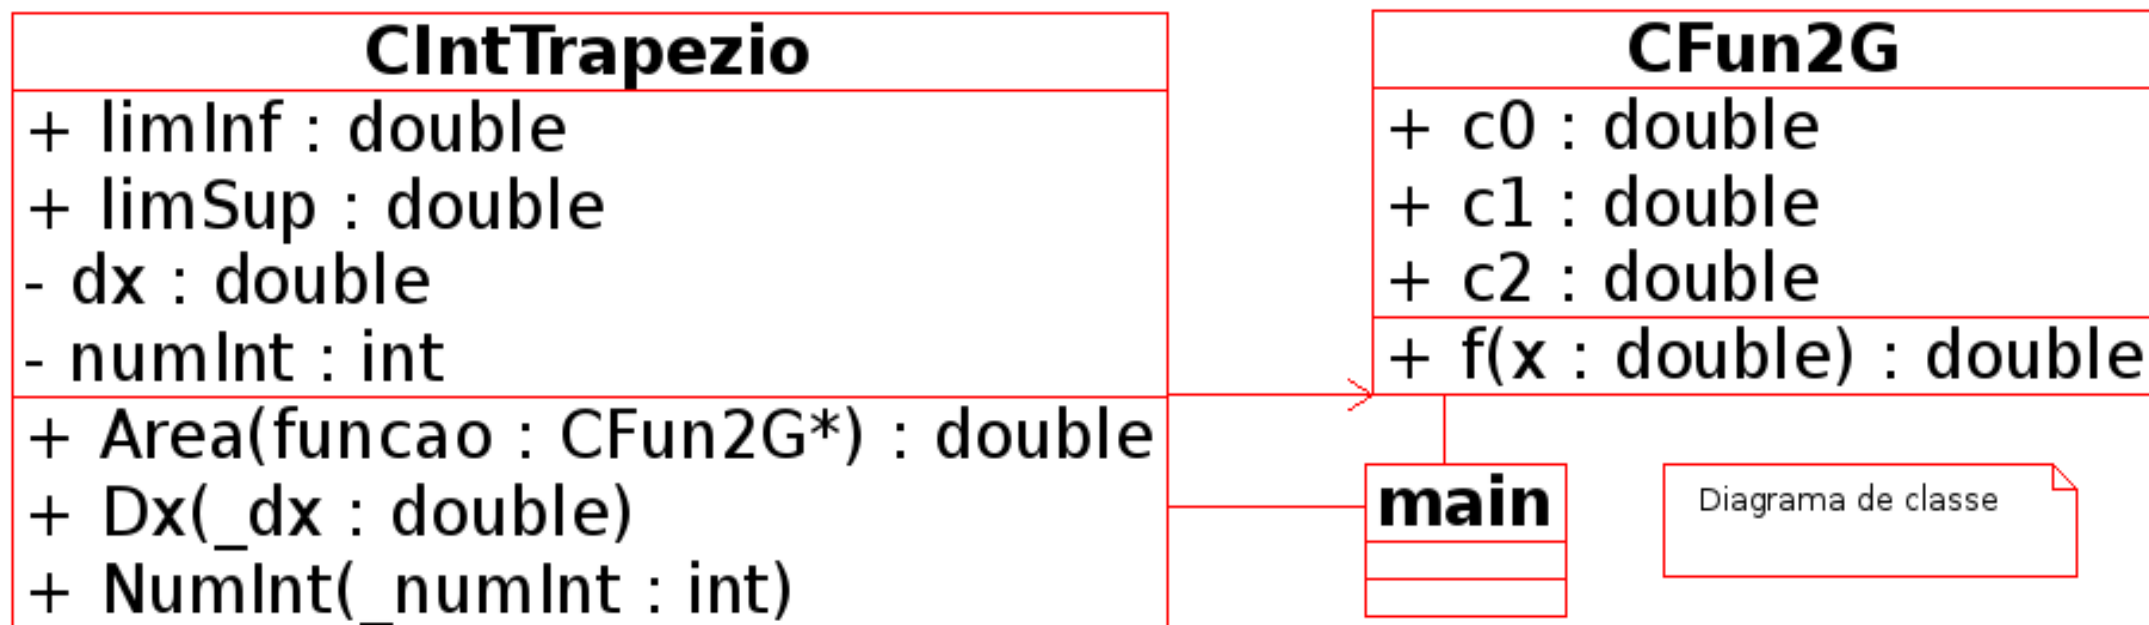 CIntTrapezio
+ limInf : double
+ limSup : double
- dx : double
- numInt : int
+ Area(funcao : CFun2G*) : double
+ Dx(_dx : double)
+ NumInt(_numInt : int)
CFun2G
+ c0 : double
+ c1 : double
+ c2 : double
+ f(x : double) : double
main
Diagrama de classe